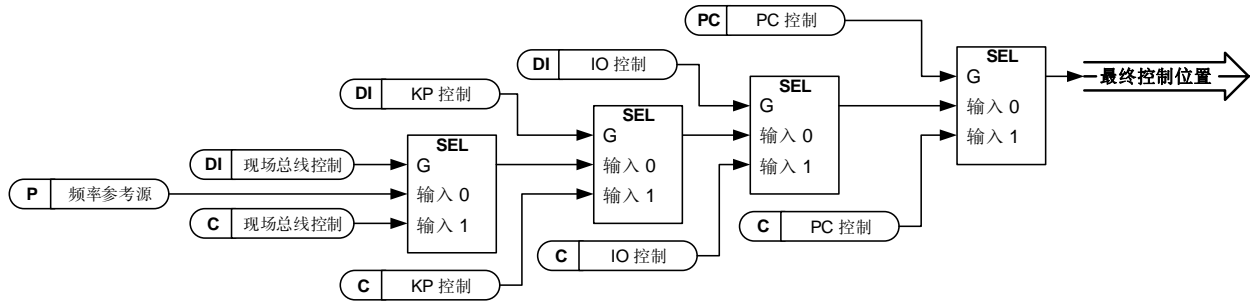 PC PC 控制
SEL
G
输入 0
输入 1
最终控制位置
DI IO 控制
SEL
G
输入 0
输入 1
DI KP 控制
SEL
G
输入 0
输入 1
DI 现场总线控制
SEL
G
输入 0
输入 1
P 频率参考源
C 现场总线控制
C PC 控制
C IO 控制
C KP 控制